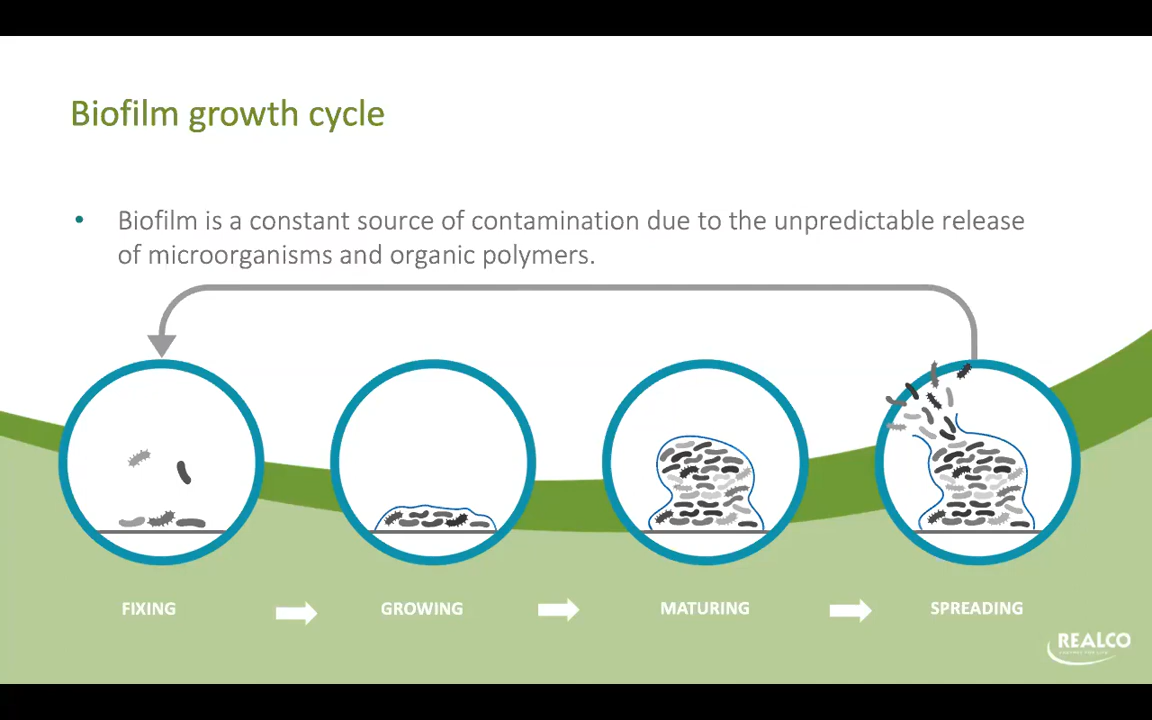 Biofilm growth cycle
• Biofilm is a constant source of contamination due to the unpredictable release
of microorganisms and organic polymers.
FIXING
GROWING
MATURING
SPREADING
REALCO